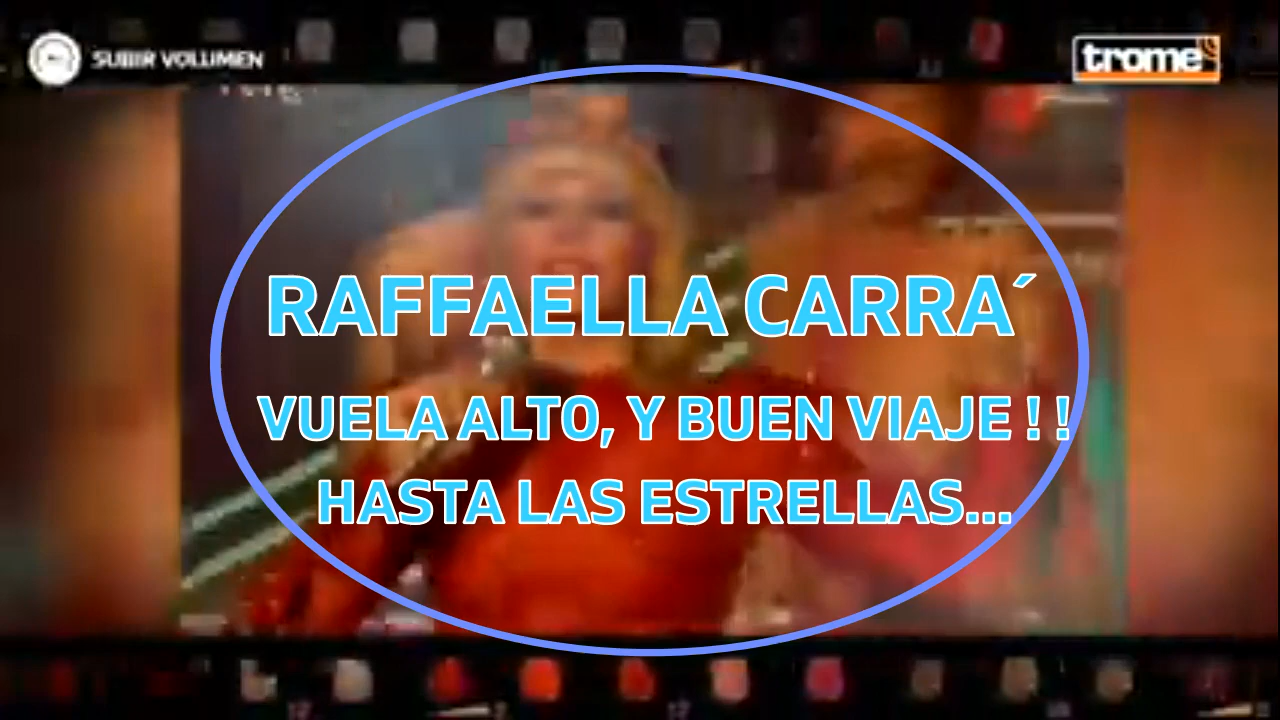 SUBIR VOLUMEN
trome
RAFFAELLA CARRA´
VUELA ALTO, Y BUEN VIAJE ! !
HASTA LAS ESTRELLAS...